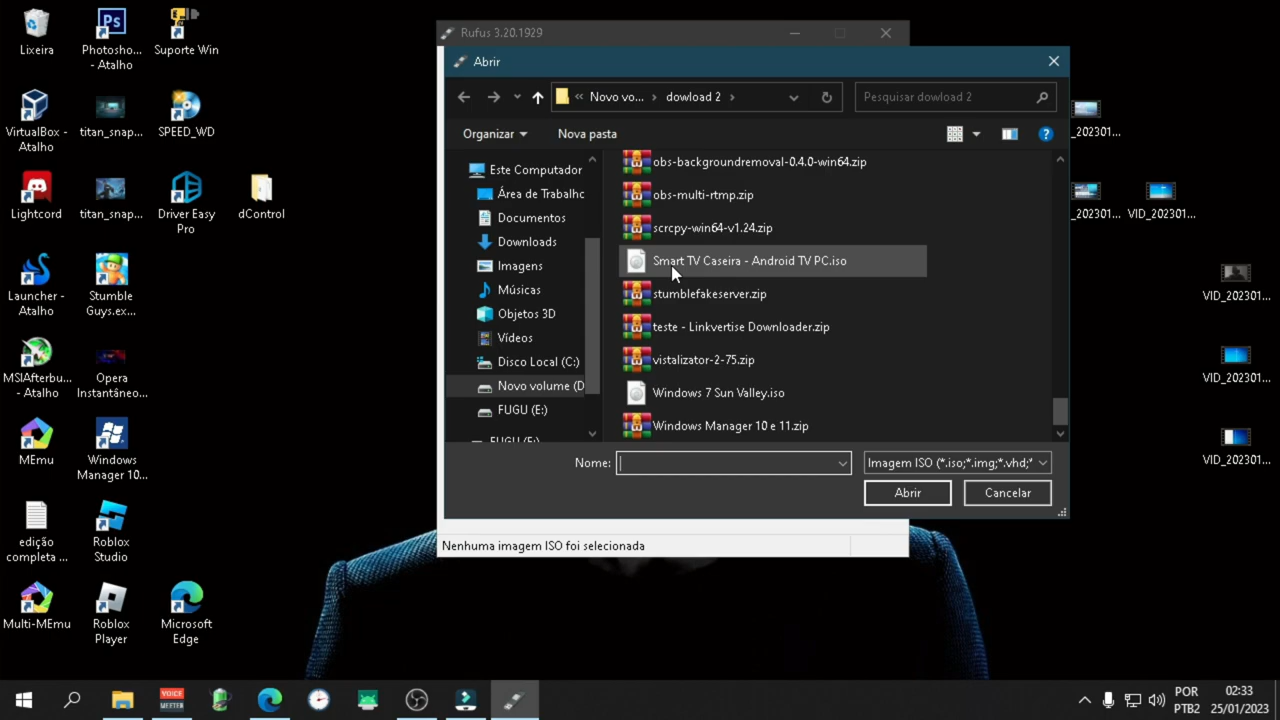 Lixeira
Photosho...
- Atalho
Suporte Win
VirtualBox -
Atalho
titan_snap...
SPEED_WD
Lightcord
titan_snap...
Driver Easy
Pro
dControl
Launcher -
Atalho
Stumble
Guys.ex...
MSIAfterbu...
- Atalho
Opera
Instantâneo...
MEmu
Windows
Manager 10...
edição
completa ...
Roblox
Studio
Multi-MEmu
Roblox
Player
Microsoft
Edge
Rufus 3.20.1929
Abrir
« Novo vo... > dowload 2 >
Pesquisar dowload 2
Organizar
Nova pasta
Este Computador
Área de Trabalhc
Documentos
Downloads
Imagens
Músicas
Objetos 3D
Vídeos
Disco Local (C:)
Novo volume (D
FUGU (E:)
FUGU (E:)
obs-backgroundremoval-0.4.0-win64.zip
obs-multi-rtmp.zip
scrcpy-win64-v1.24.zip
Smart TV Caseira - Android TV PC.iso
stumblefakeserver.zip
teste - Linkvertise Downloader.zip
vistalizator-2-75.zip
Windows 7 Sun Valley.iso
Windows Manager 10 e 11.zip
Nome:
Imagem ISO (*.iso;*.img;*.vhd;*
Abrir
Cancelar
Nenhuma imagem ISO foi selecionada
_202301...
_202301...
VID_202301...
VID_202301...
VID_202301...
VID_202301...
VOICE
MEETER
POR
PTB2
02:33
25/01/2023